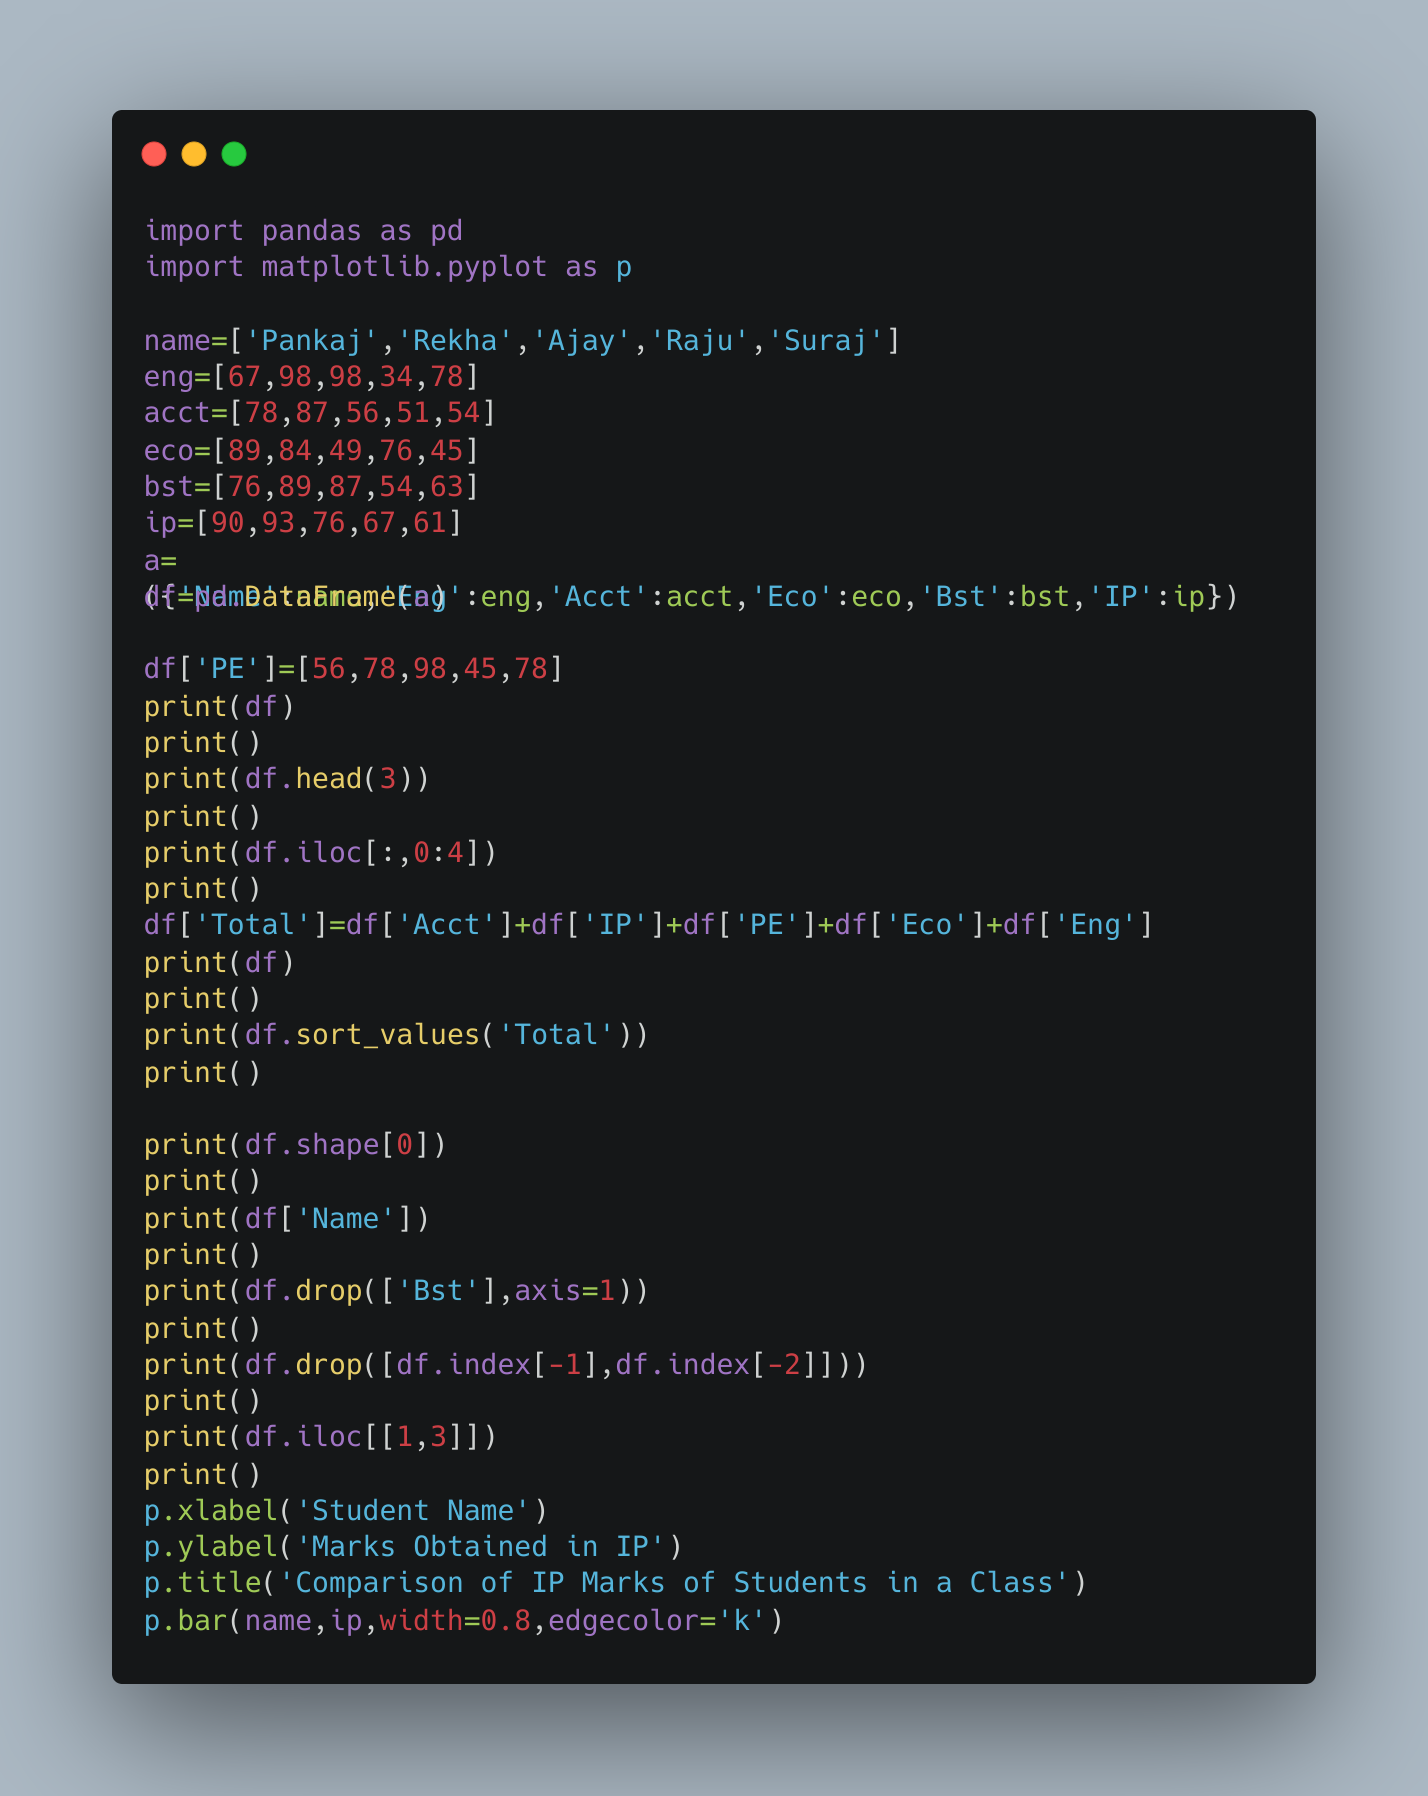 import pandas as pd
import matplotlib.pyplot as p
name=['Pankaj','Rekha','Ajay','Raju','Suraj']
eng=[67,98,98,34,78]
acct=[78,87,56,51,54]
eco=[89,84,49,76,45]
bst=[76,89,87,54,63]
ip=[90,93,76,67,61]
a=
({'Name':name,'Eng':eng,'Acct':acct,'Eco':eco,'Bst':bst,'IP':ip})
df=pd.DataFrame(a)
df['PE']=[56,78,98,45,78]
print(df)
print()
print(df.head(3))
print()
print(df.iloc[:,0:4])
print()
df['Total']=df['Acct']+df['IP']+df['PE']+df['Eco']+df['Eng']
print(df)
print()
print(df.sort_values('Total'))
print()
print(df.shape[0])
print()
print(df['Name'])
print()
print(df.drop(['Bst'],axis=1))
print()
print(df.drop([df.index[-1],df.index[-2]]))
print()
print(df.iloc[[1,3]])
print()
p.xlabel('Student Name')
p.ylabel('Marks Obtained in IP')
p.title('Comparison of IP Marks of Students in a Class')
p.bar(name,ip,width=0.8,edgecolor='k')